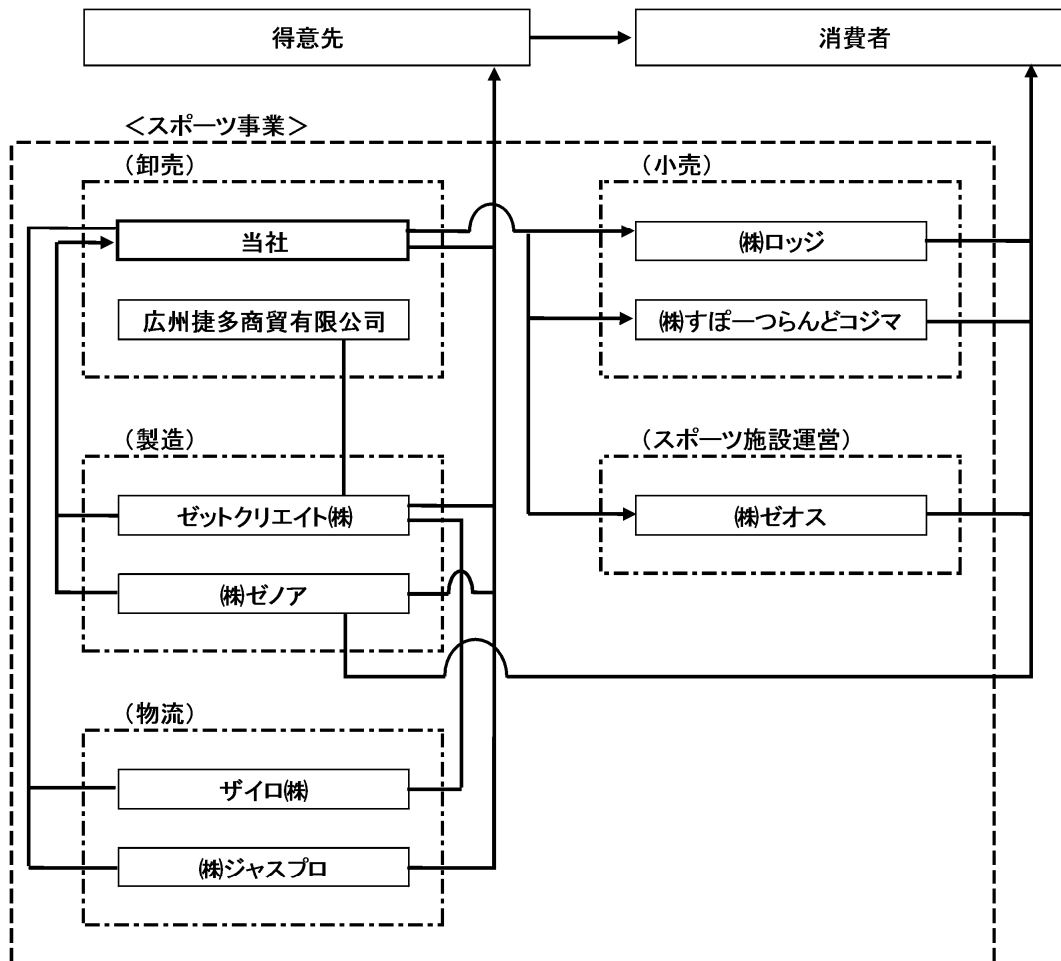 得意先
消費者
＜スポーツ事業＞
（卸売）
（小売）
当社
㈱ロッジ
広州捷多商貿有限公司
㈱すぽーつらんどコジマ
（製造）
（スポーツ施設運営）
ゼットクリエイト㈱
㈱ゼオス
㈱ゼノア
（物流）
ザイロ㈱
㈱ジャスプロ